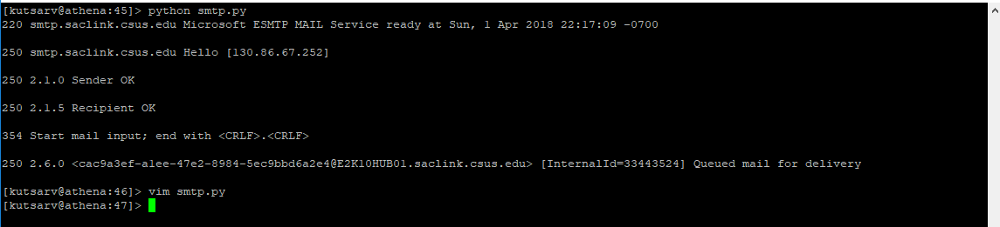 [kutsarv@athena:45]> python smtp.py
220 smtp.saclink.csus.edu Microsoft ESMTP MAIL Service ready at Sun, 1 Apr 2018 22:17:09 -0700
250 smtp.saclink.csus.edu Hello [130.86.67.252]
250 2.1.0 Sender OK
250 2.1.5 Recipient OK
354 Start mail input; end with <CRLF>.<CRLF>
250 2.6.0 <cac9a3ef-a1ee-47e2-8984-5ec9bbd6a2e4@E2K10HUB01.saclink.csus.edu> [InternalId=33443524] Queued mail for delivery
[kutsarv@athena:46]> vim smtp.py
[kutsarv@athena:47]>